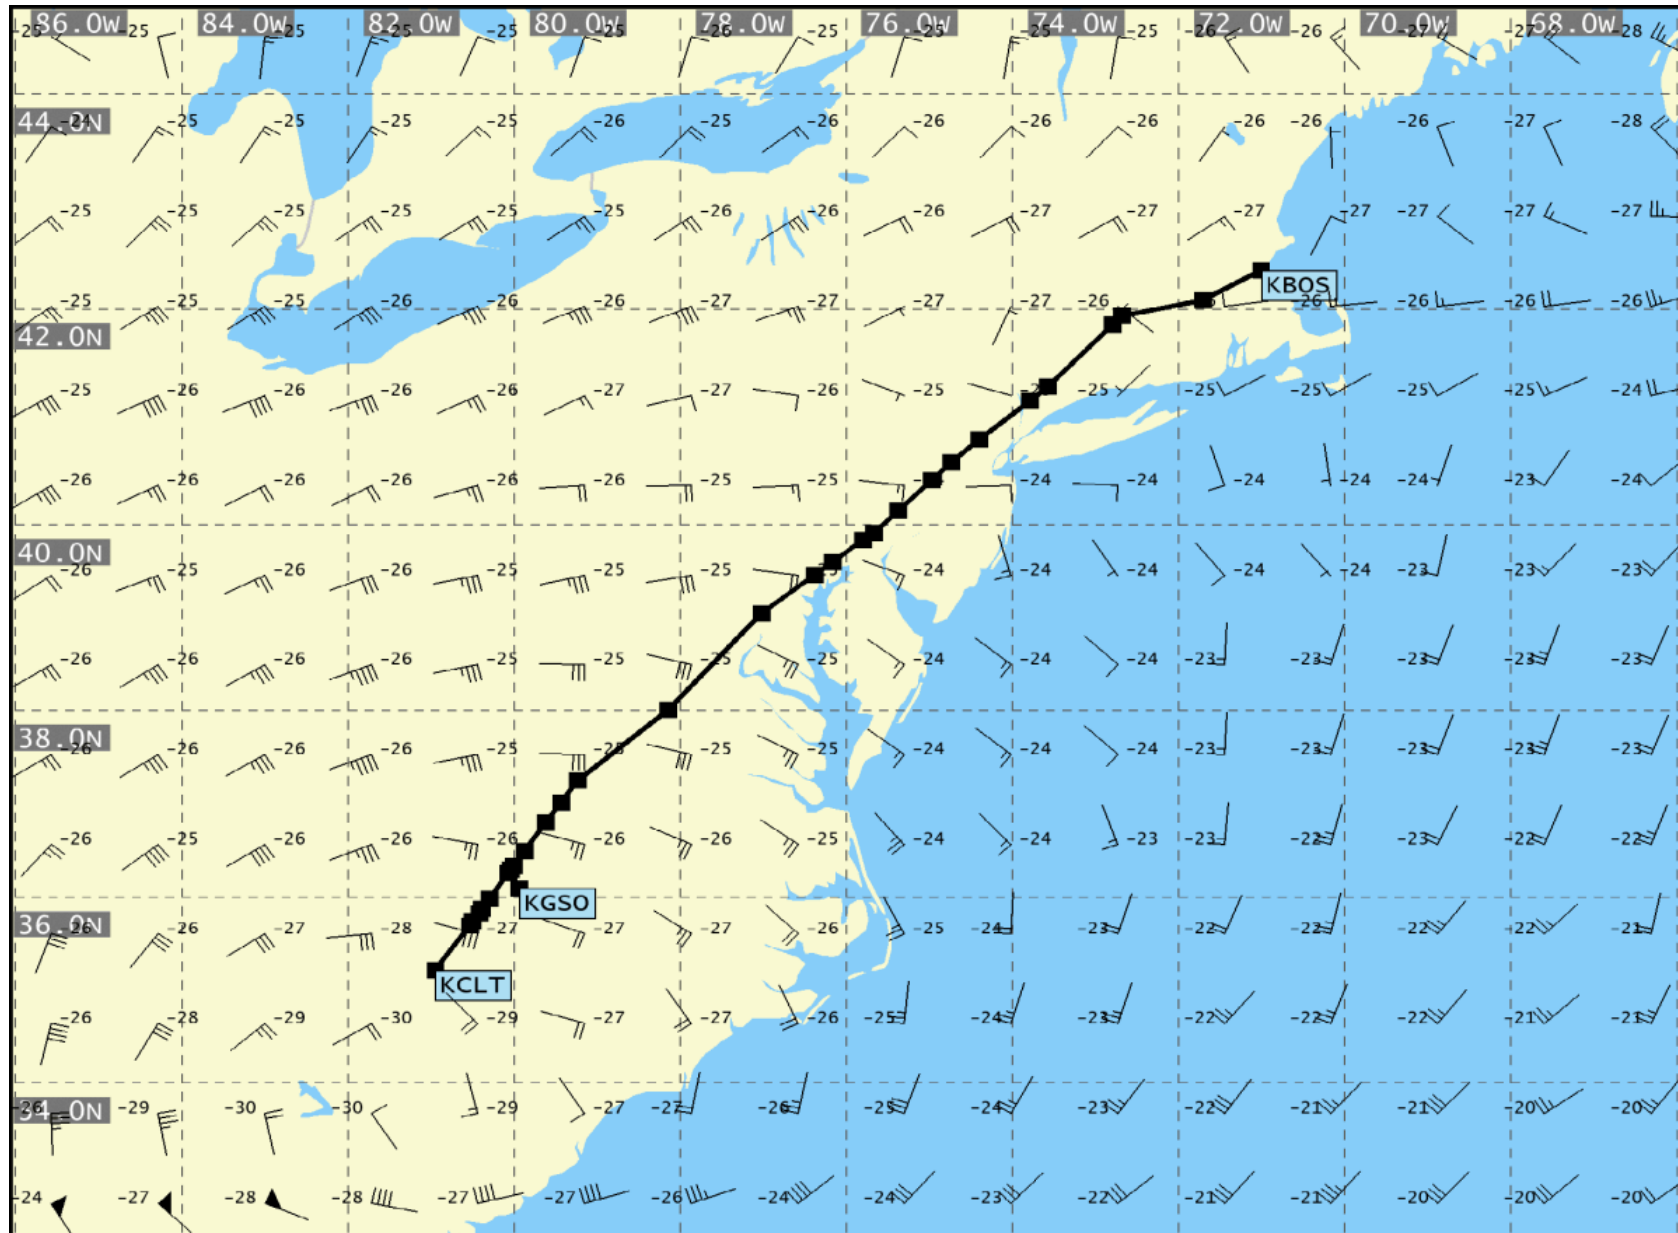 86.0W 84.0W 82.0W 80.0W 78.0W 76.0W 74.0W 72.0W 70.0W 68.0W
-25 -25 -25 -25 -25 -25 -25 -25 -25 -25 -25 -26 -26 -27 -27 -28
44.0N
-24 -25 -25 -25 -25 -26 -26 -26 -26 -26 -26 -26 -26 -26 -27 -28
-25 -25 -25 -25 -25 -25 -26 -26 -26 -27 -27 -27 -27 -27 -27 -27
KBOS
-25 -25 -26 -26 -26 -26 -27 -27 -27 -27 -26 -26 -26 -26 -26 -26
42.0N
-25 -26 -26 -26 -26 -27 -27 -26 -25 -25 -25 -25 -25 -25 -25 -24
-26 -26 -26 -26 -26 -26 -25 -25 -25 -24 -24 -24 -24 -24 -23 -24
40.0N
-26 -25 -26 -26 -25 -25 -25 -25 -24 -24 -24 -24 -24 -23 -23 -23
-26 -25 -26 -26 -25 -25 -25 -25 -24 -24 -24 -23 -23 -23 -23 -23
38.0N
-26 -26 -26 -26 -25 -25 -25 -25 -24 -24 -24 -23 -23 -23 -23 -23
-26 -25 -26 -26 -26 -26 -26 -25 -24 -24 -23 -23 -22 -23 -22 -22
KGSO
36.0N
-26 -26 -27 -28 -27 -27 -27 -26 -25 -24 -23 -22 -22 -22 -22 -21
KCLT
-26 -28 -29 -30 -29 -27 -27 -26 -25 -24 -23 -22 -22 -22 -21 -21
34.0N
-26 -29 -30 -30 -29 -27 -27 -26 -25 -24 -23 -22 -21 -21 -20 -20
-24 -27 -28 -28 -27 -27 -26 -24 -24 -23 -22 -21 -21 -20 -20 -20